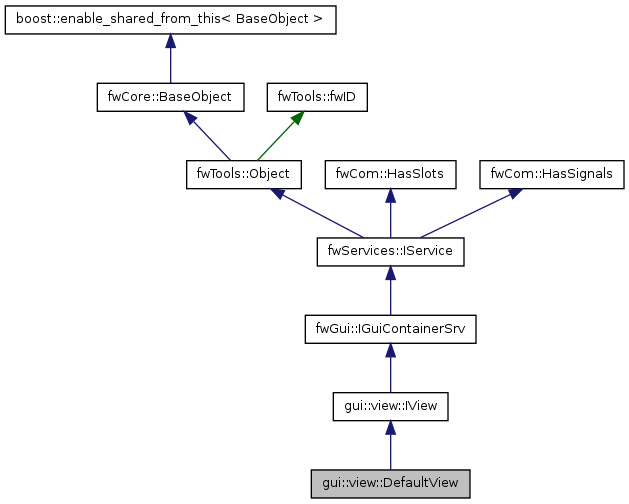 boost::enable_shared_from_this< BaseObject >
fwCore::BaseObject
fwTools::fwID
fwTools::Object
fwCom::HasSlots
fwCom::HasSignals
fwServices::IService
fwGui::IGuiContainerSrv
gui::view::IView
gui::view::DefaultView